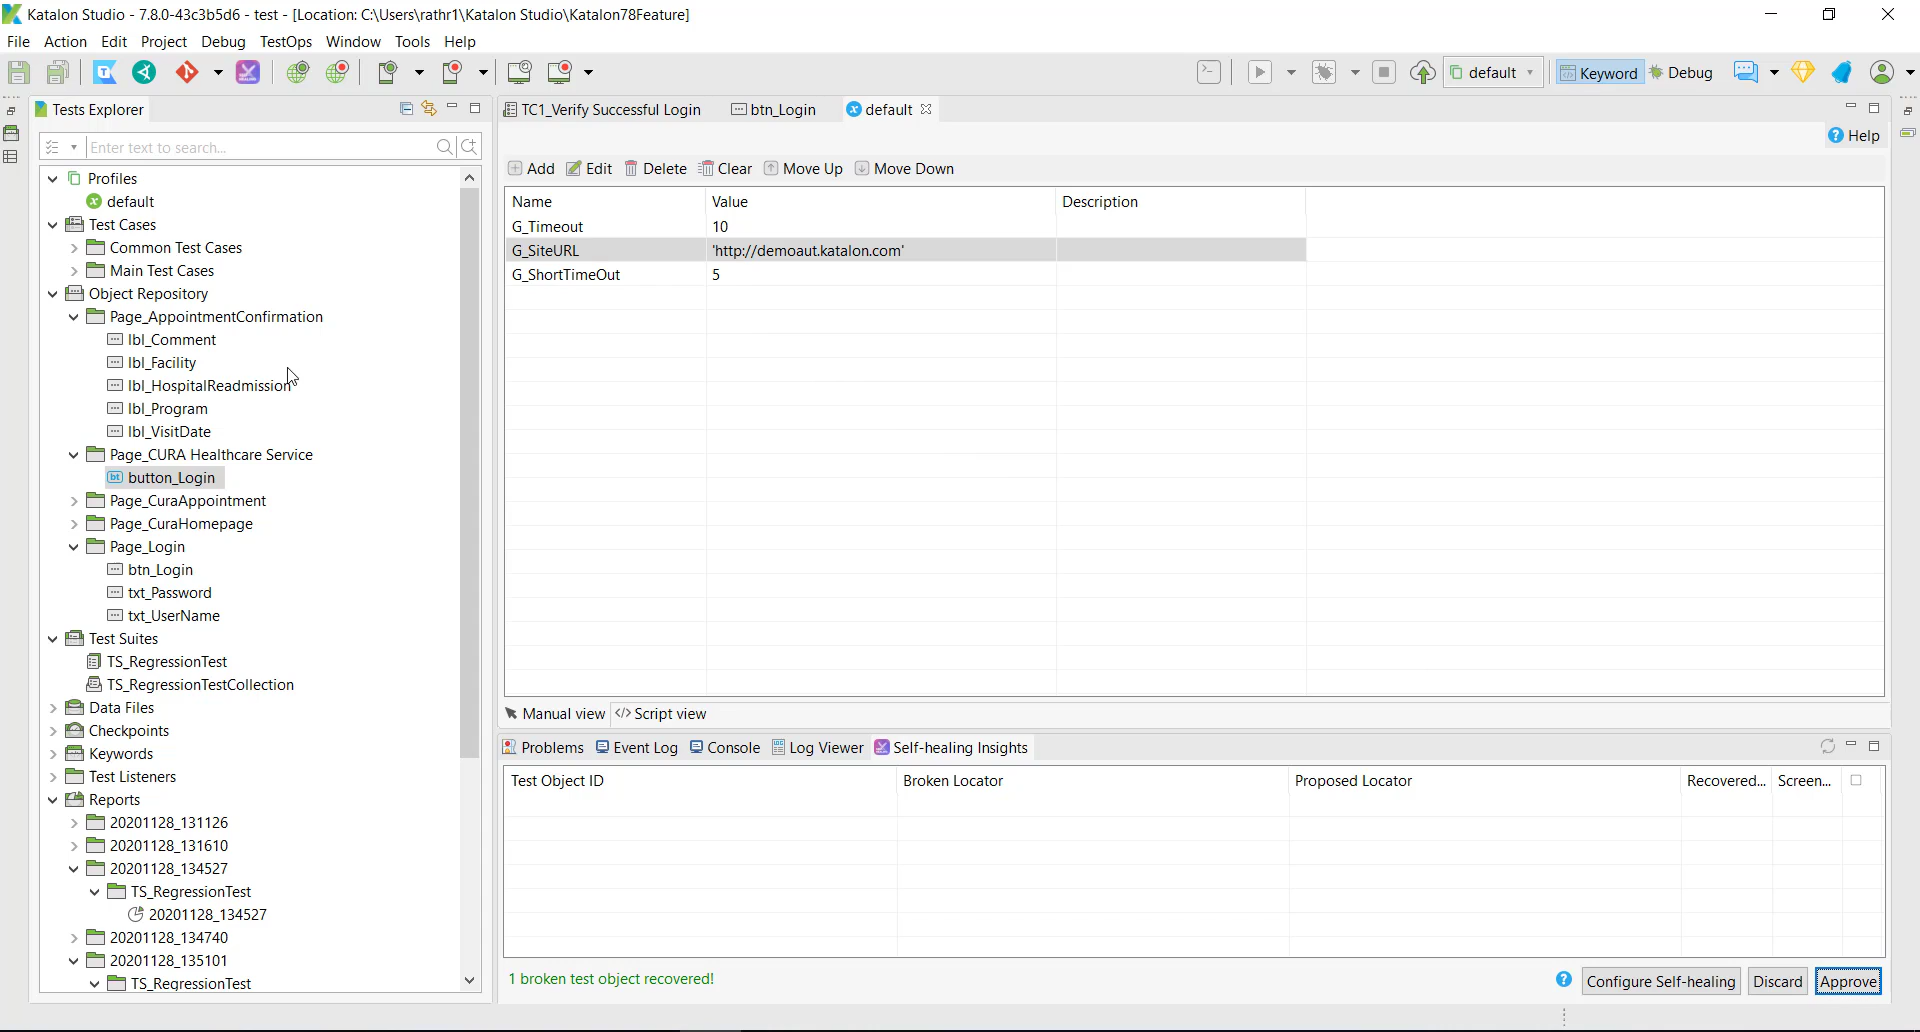 Katalon Studio - 7.8.0-43c3b5d6 - test - [Location: C:\Users\rathr1\Katalon Studio\Katalon78Feature]
File Action Edit Project Debug TestOps Window Tools Help
default Keyword Debug
Tests Explorer
Enter text to search...
Profiles
default
Test Cases
Common Test Cases
Main Test Cases
Object Repository
Page_AppointmentConfirmation
lbl_Comment
lbl_Facility
lbl_HospitalReadmission
lbl_Program
lbl_VisitDate
Page_CURA Healthcare Service
button_Login
Page_CuraAppointment
Page_CuraHomepage
Page_Login
btn_Login
txt_Password
txt_UserName
Test Suites
TS_RegressionTest
TS_RegressionTestCollection
Data Files
Checkpoints
Keywords
Test Listeners
Reports
20201128_131126
20201128_131610
20201128_134527
TS_RegressionTest
20201128_134527
20201128_134740
20201128_135101
TS_RegressionTest
TC1_Verify Successful Login btn_Login default
Help
Add Edit Delete Clear Move Up Move Down
Name Value Description
G_Timeout 10
G_SiteURL 'http://demoaut.katalon.com'
G_ShortTimeOut 5
Manual view </> Script view
Problems Event Log Console Log Viewer Self-healing Insights
Test Object ID Broken Locator Proposed Locator Recovered... Screen...
1 broken test object recovered!
Configure Self-healing Discard Approve